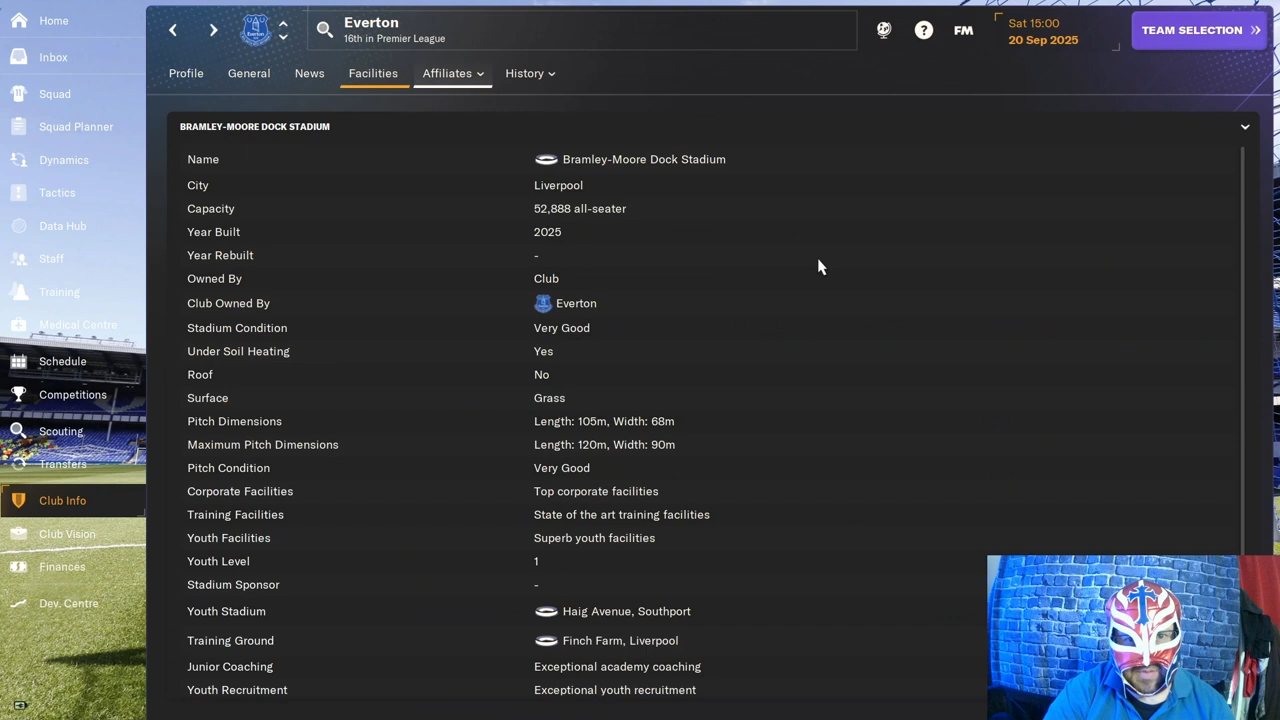 Home
Inbox
Squad
Squad Planner
Dynamics
Tactics
Data Hub
Staff
Training
Medical Centre
Schedule
Competitions
Scouting
Transfers
Club Info
Club Vision
Finances
Dev. Centre
Everton
Everton
16th in Premier League
?
FM
Sat 15:00
20 Sep 2025
TEAM SELECTION
Profile
General
News
Facilities
Affiliates
History
BRAMLEY-MOORE DOCK STADIUM
Name Bramley-Moore Dock Stadium
City Liverpool
Capacity 52,888 all-seater
Year Built 2025
Year Rebuilt -
Owned By Club
Club Owned By Everton
Stadium Condition Very Good
Under Soil Heating Yes
Roof No
Surface Grass
Pitch Dimensions Length: 105m, Width: 68m
Maximum Pitch Dimensions Length: 120m, Width: 90m
Pitch Condition Very Good
Corporate Facilities Top corporate facilities
Training Facilities State of the art training facilities
Youth Facilities Superb youth facilities
Youth Level 1
Stadium Sponsor -
Youth Stadium Haig Avenue, Southport
Training Ground Finch Farm, Liverpool
Junior Coaching Exceptional academy coaching
Youth Recruitment Exceptional youth recruitment